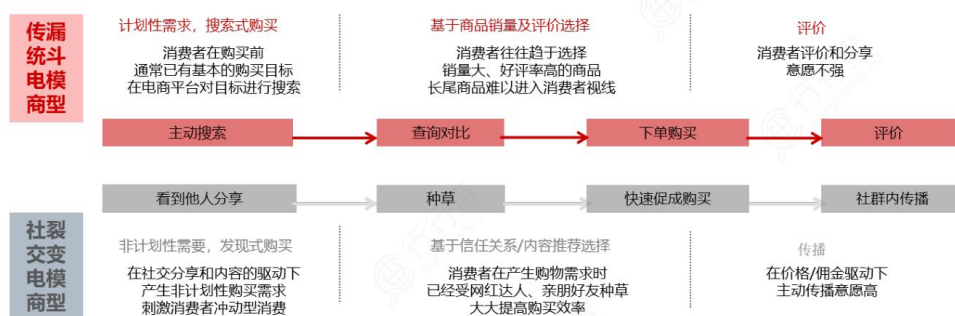 传漏
统斗
电模
商型
计划性需求，搜索式购买
消费者在购买前
通常已有基本的购买目标
在电商平台对目标进行搜索
基于商品销量及评价选择
消费者往往趋于选择
销量大、好评率高的商品
长尾商品难以进入消费者视线
评价
消费者评价和分享
意愿不强
主动搜索
查询对比
下单购买
评价
看到他人分享
种草
快速促成购买
社群内传播
社裂
交变
电模
商型
非计划性需要，发现式购买
在社交分享和内容的驱动下
产生非计划性购买需求
刺激消费者冲动型消费
基于信任关系/内容推荐选择
消费者在产生购物需求时
已经受网红达人、亲朋好友种草
大大提高购买效率
传播
在价格/佣金驱动下
主动传播意愿高